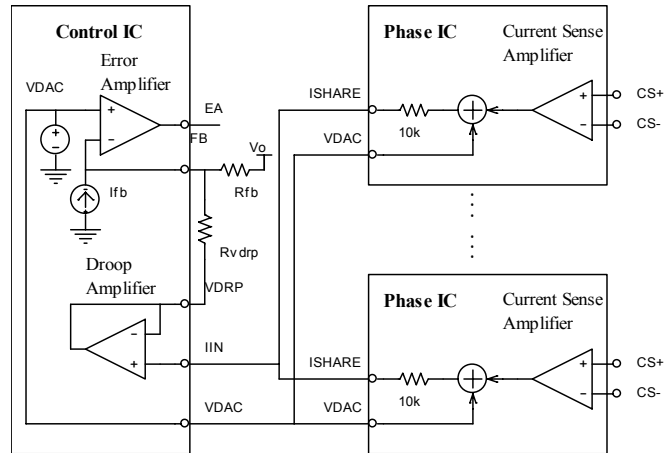 Control IC
Error
Amplifier
VDAC
+
-
+
-
EA
FB
Vo
Rfb
Ifb
Rvdrp
Droop
Amplifier
VDRP
-
+
IIN
VDAC
Phase IC
Current Sense
Amplifier
ISHARE
10k
VDAC
+
-
CS+
CS-
Phase IC
Current Sense
Amplifier
ISHARE
10k
VDAC
+
-
CS+
CS-